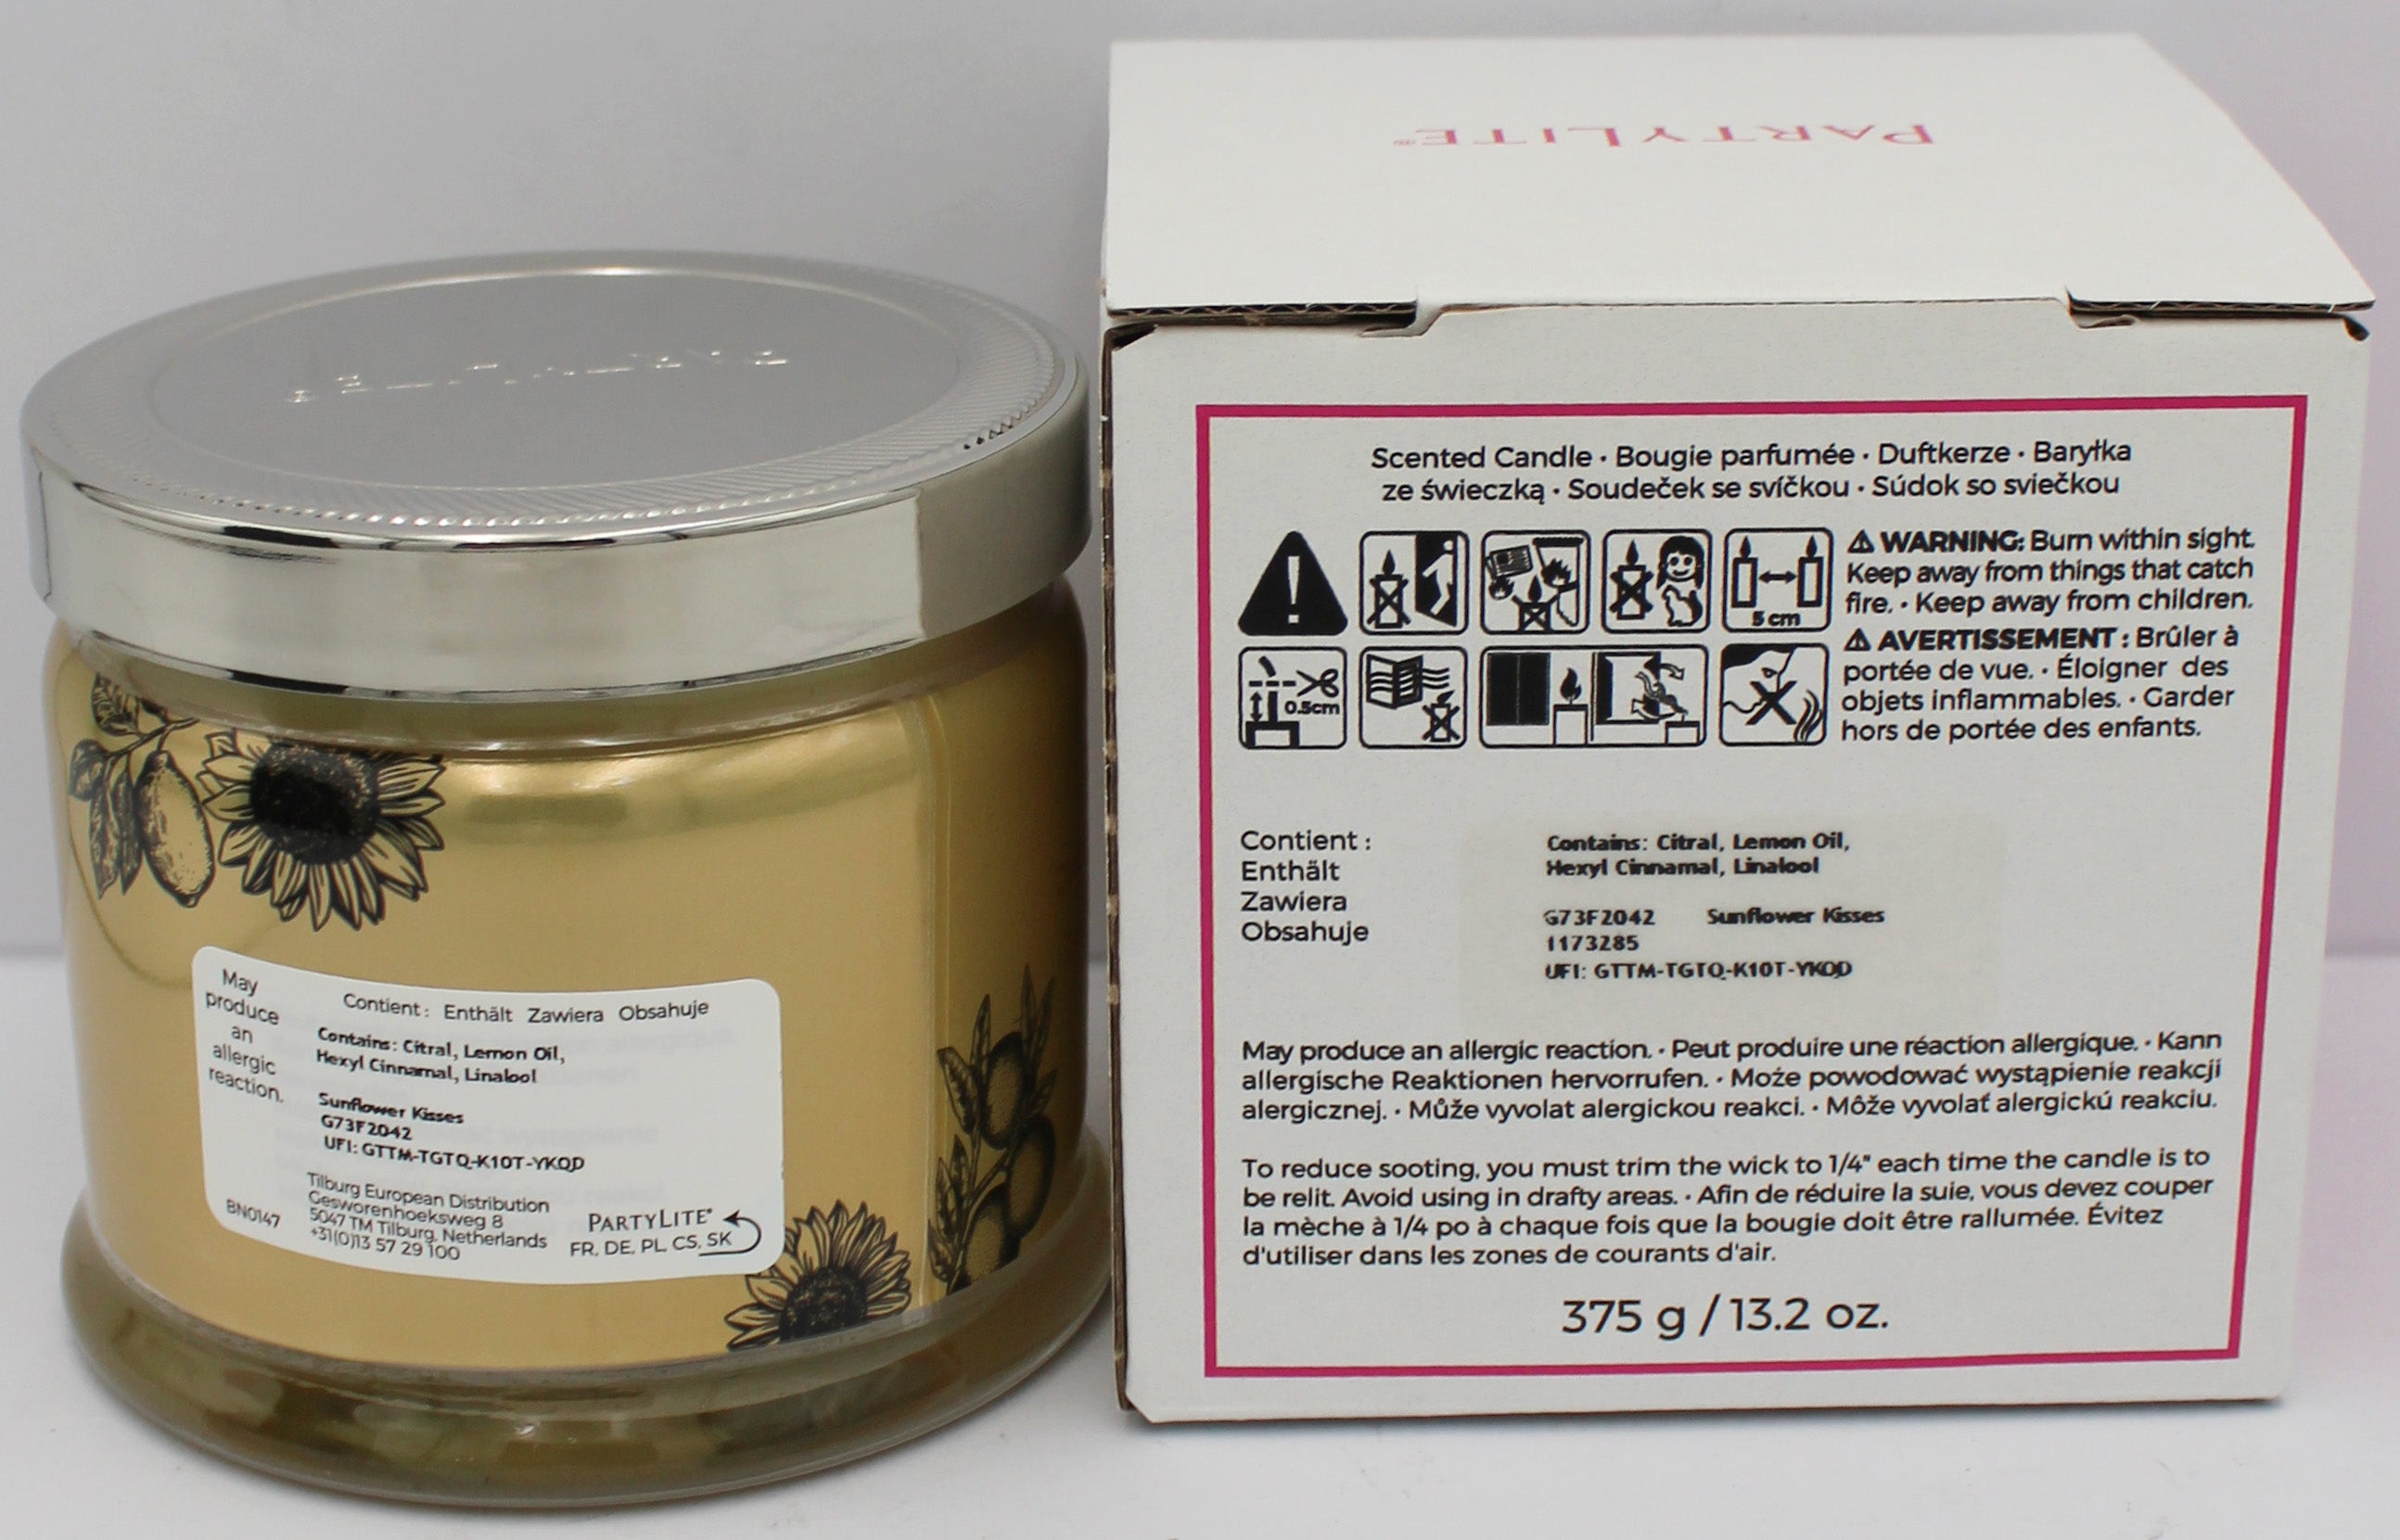 PARTYLITE
May
produce
an
allergic
reaction.
Contient : Enthält Zawiera Obsahuje
Contains: Citral, Lemon Oil,
Hexyl Cinnamal, Linalool
Sunflower Kisses
G73F2042
UFI: GTTM-TGTQ-K10T-YKQD
Tilburg European Distribution
Gesworenhoeksweg 8
5047 TM Tilburg, Netherlands
+31(0)13 57 29 100
BN0147
PARTYLITE®
FR, DE, PL, CS, SK
PARTYLITE®
Scented Candle • Bougie parfumée • Duftkerze • Baryłka
ze świeczką • Soudeček se svíčkou • Súdok so sviečkou
5 cm
0.5cm
⚠ WARNING: Burn within sight.
Keep away from things that catch
fire. • Keep away from children.
⚠ AVERTISSEMENT : Brûler à
portée de vue. • Éloigner des
objets inflammables. • Garder
hors de portée des enfants.
Contient :
Enthält
Zawiera
Obsahuje
Contains: Citral, Lemon Oil,
Hexyl Cinnamal, Linalool
G73F2042 Sunflower Kisses
1173285
UFI: GTTM-TGTQ-K10T-YKQD
May produce an allergic reaction. • Peut produire une réaction allergique. • Kann
allergische Reaktionen hervorrufen. • Może powodować wystąpienie reakcji
alergicznej. • Může vyvolat alergickou reakci. • Môže vyvolať alergickú reakciu.
To reduce sooting, you must trim the wick to 1/4" each time the candle is to
be relit. Avoid using in drafty areas. • Afin de réduire la suie, vous devez couper
la mèche à 1/4 po à chaque fois que la bougie doit être rallumée. Évitez
d'utiliser dans les zones de courants d'air.
375 g / 13.2 oz.